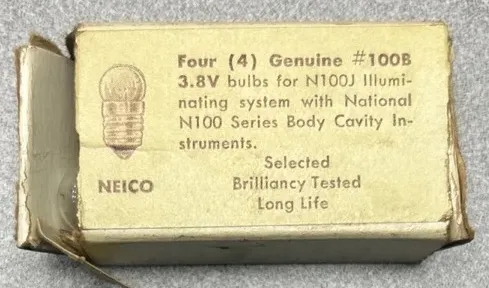 Four (4) Genuine #100B
3.8V bulbs for N100J Illumi-
nating system with National
N100 Series Body Cavity In-
struments.
Selected
Brilliancy Tested
Long Life
NEICO